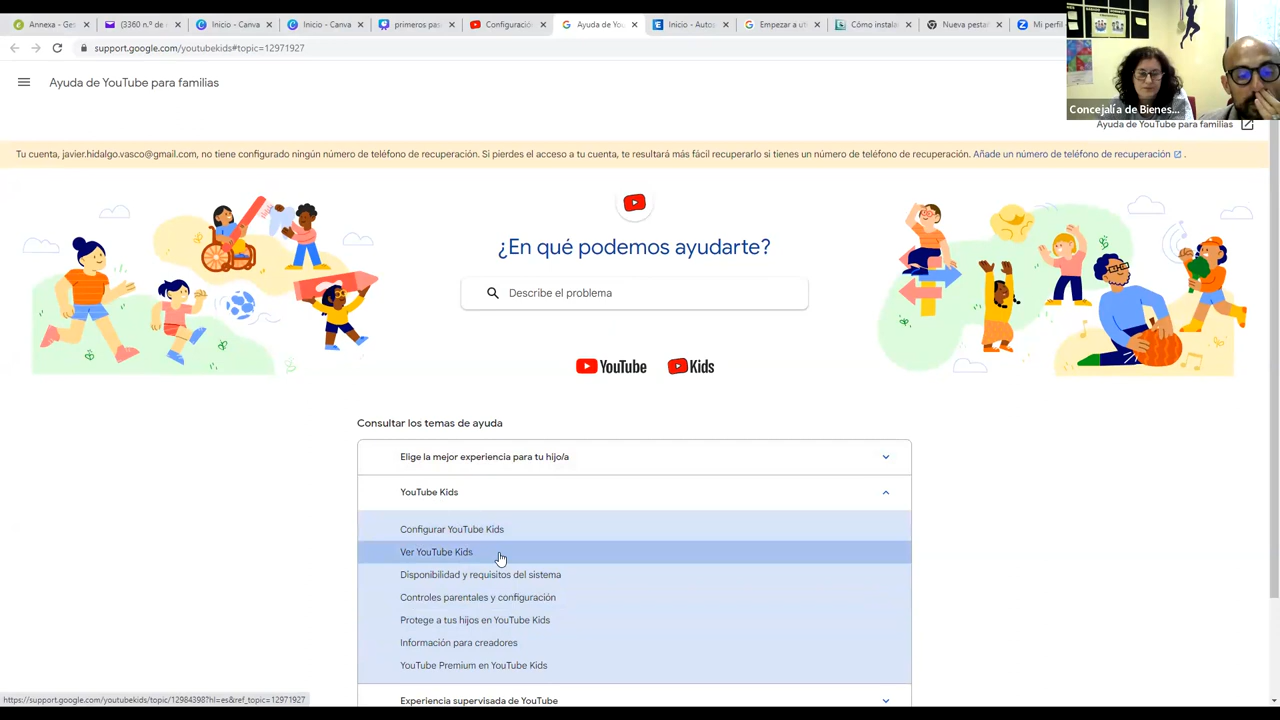 Annexa - Ges
(3360 n.º de c
Inicio - Canva
Inicio - Canva
primeros pas
Configuración
Ayuda de You
Inicio - Autos
Empezar a ut
Cómo instala
Nueva pesta
Mi perfil
support.google.com/youtubekids#topic=12971927
Ayuda de YouTube para familias
Concejalía de Bienes...
Ayuda de YouTube para familias
Tu cuenta, javier.hidalgo.vasco@gmail.com, no tiene configurado ningún número de teléfono de recuperación. Si pierdes el acceso a tu cuenta, te resultará más fácil recuperarlo si tienes un número de teléfono de recuperación. Añade un número de teléfono de recuperación .
¿En qué podemos ayudarte?
Describe el problema
YouTube Kids
Consultar los temas de ayuda
Elige la mejor experiencia para tu hijo/a
YouTube Kids
Configurar YouTube Kids
Ver YouTube Kids
Disponibilidad y requisitos del sistema
Controles parentales y configuración
Protege a tus hijos en YouTube Kids
Información para creadores
YouTube Premium en YouTube Kids
https://support.google.com/youtubekids/topic/12984398?hl=es&ref_topic=12971927
Experiencia supervisada de YouTube